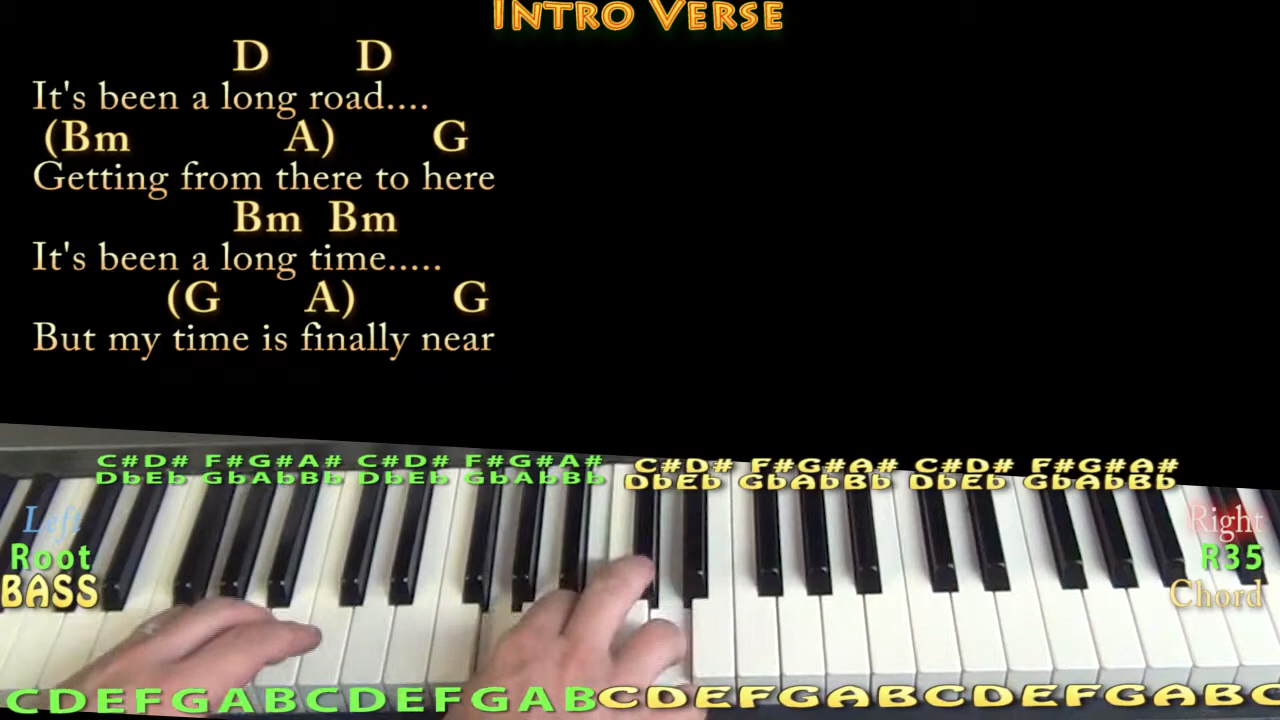 INTRO VERSE
D D
It's been a long road....
(Bm A) G
Getting from there to here
Bm Bm
It's been a long time.....
(G A) G
But my time is finally near
C#D# F#G#A# C#D# F#G#A# C#D# F#G#A# C#D# F#G#A#
DbEb GbAbBb DbEb GbAbBb DbEb GbAbBb DbEb GbAbBb
Left
Root
BASS
Right
R35
Chord
CDEFGABCDEFGABCDEFGABCDEFGABC